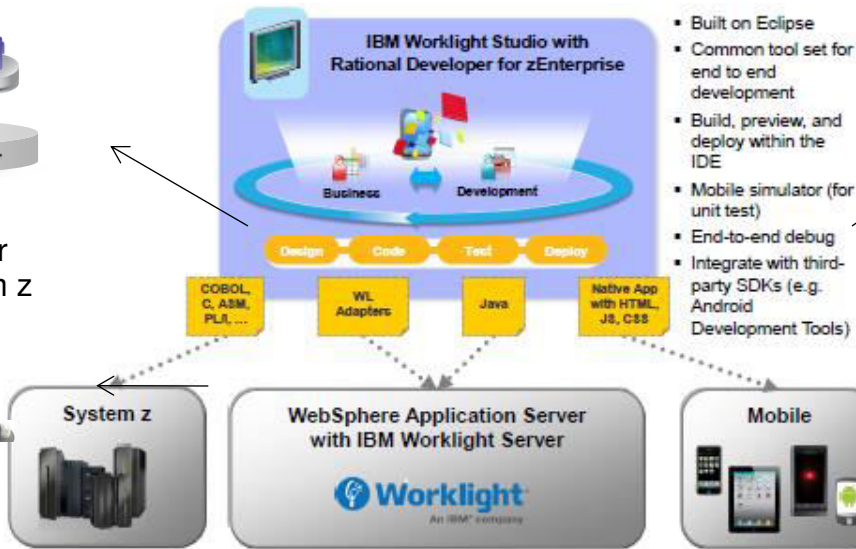 IBM Worklight Studio with
Rational Developer for zEnterprise
Business
Development
Design
Code
Test
Deploy
COBOL,
C, ASM,
PL/I, ...
WL
Adapters
Java
Native App
with HTML,
JS, CSS
▪ Built on Eclipse
▪ Common tool set for
end to end
development
▪ Build, preview, and
deploy within the
IDE
▪ Mobile simulator (for
unit test)
▪ End-to-end debug
▪ Integrate with third-
party SDKs (e.g.
Android
Development Tools)
z
System z
WebSphere Application Server
with IBM Worklight Server
Worklight
An IBM® company
Mobile